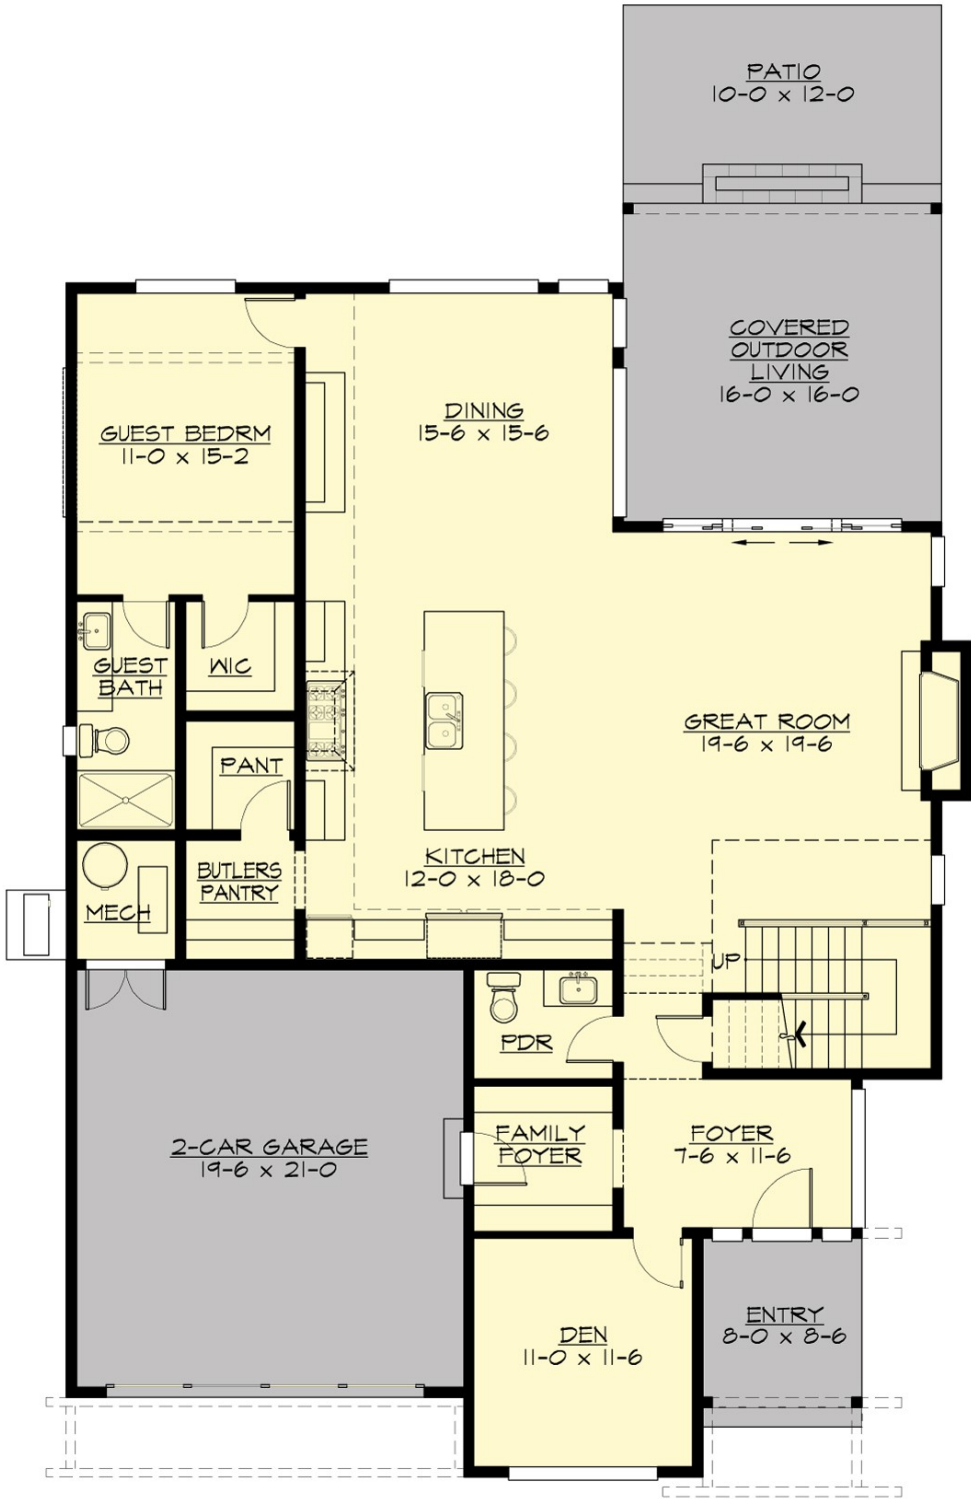 PATIO
10-0 x 12-0
COVERED
OUTDOOR
LIVING
16-0 x 16-0
DINING
15-6 x 15-6
GUEST BEDRM
11-0 x 15-2
GUEST
BATH
WIC
GREAT ROOM
19-6 x 19-6
PANT
KITCHEN
12-0 x 18-0
BUTLERS
PANTRY
MECH
UP
PDR
2-CAR GARAGE
19-6 x 21-0
FAMILY
FOYER
FOYER
7-6 x 11-6
ENTRY
8-0 x 8-6
DEN
11-0 x 11-6